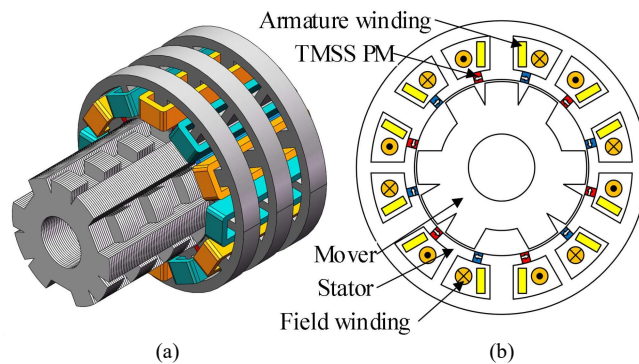 Armature winding
TMSS PM
Mover
Stator
Field winding
(a)
(b)